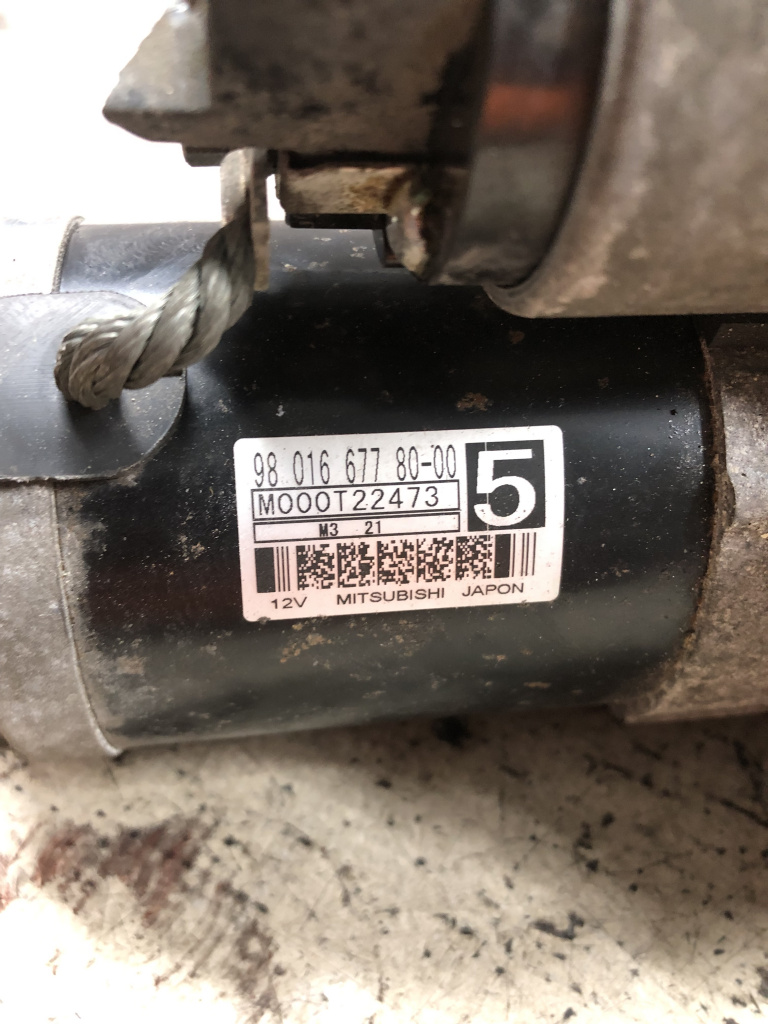 98 016 677 80-00
5
M000T22473
M3 21
12V MITSUBISHI JAPON